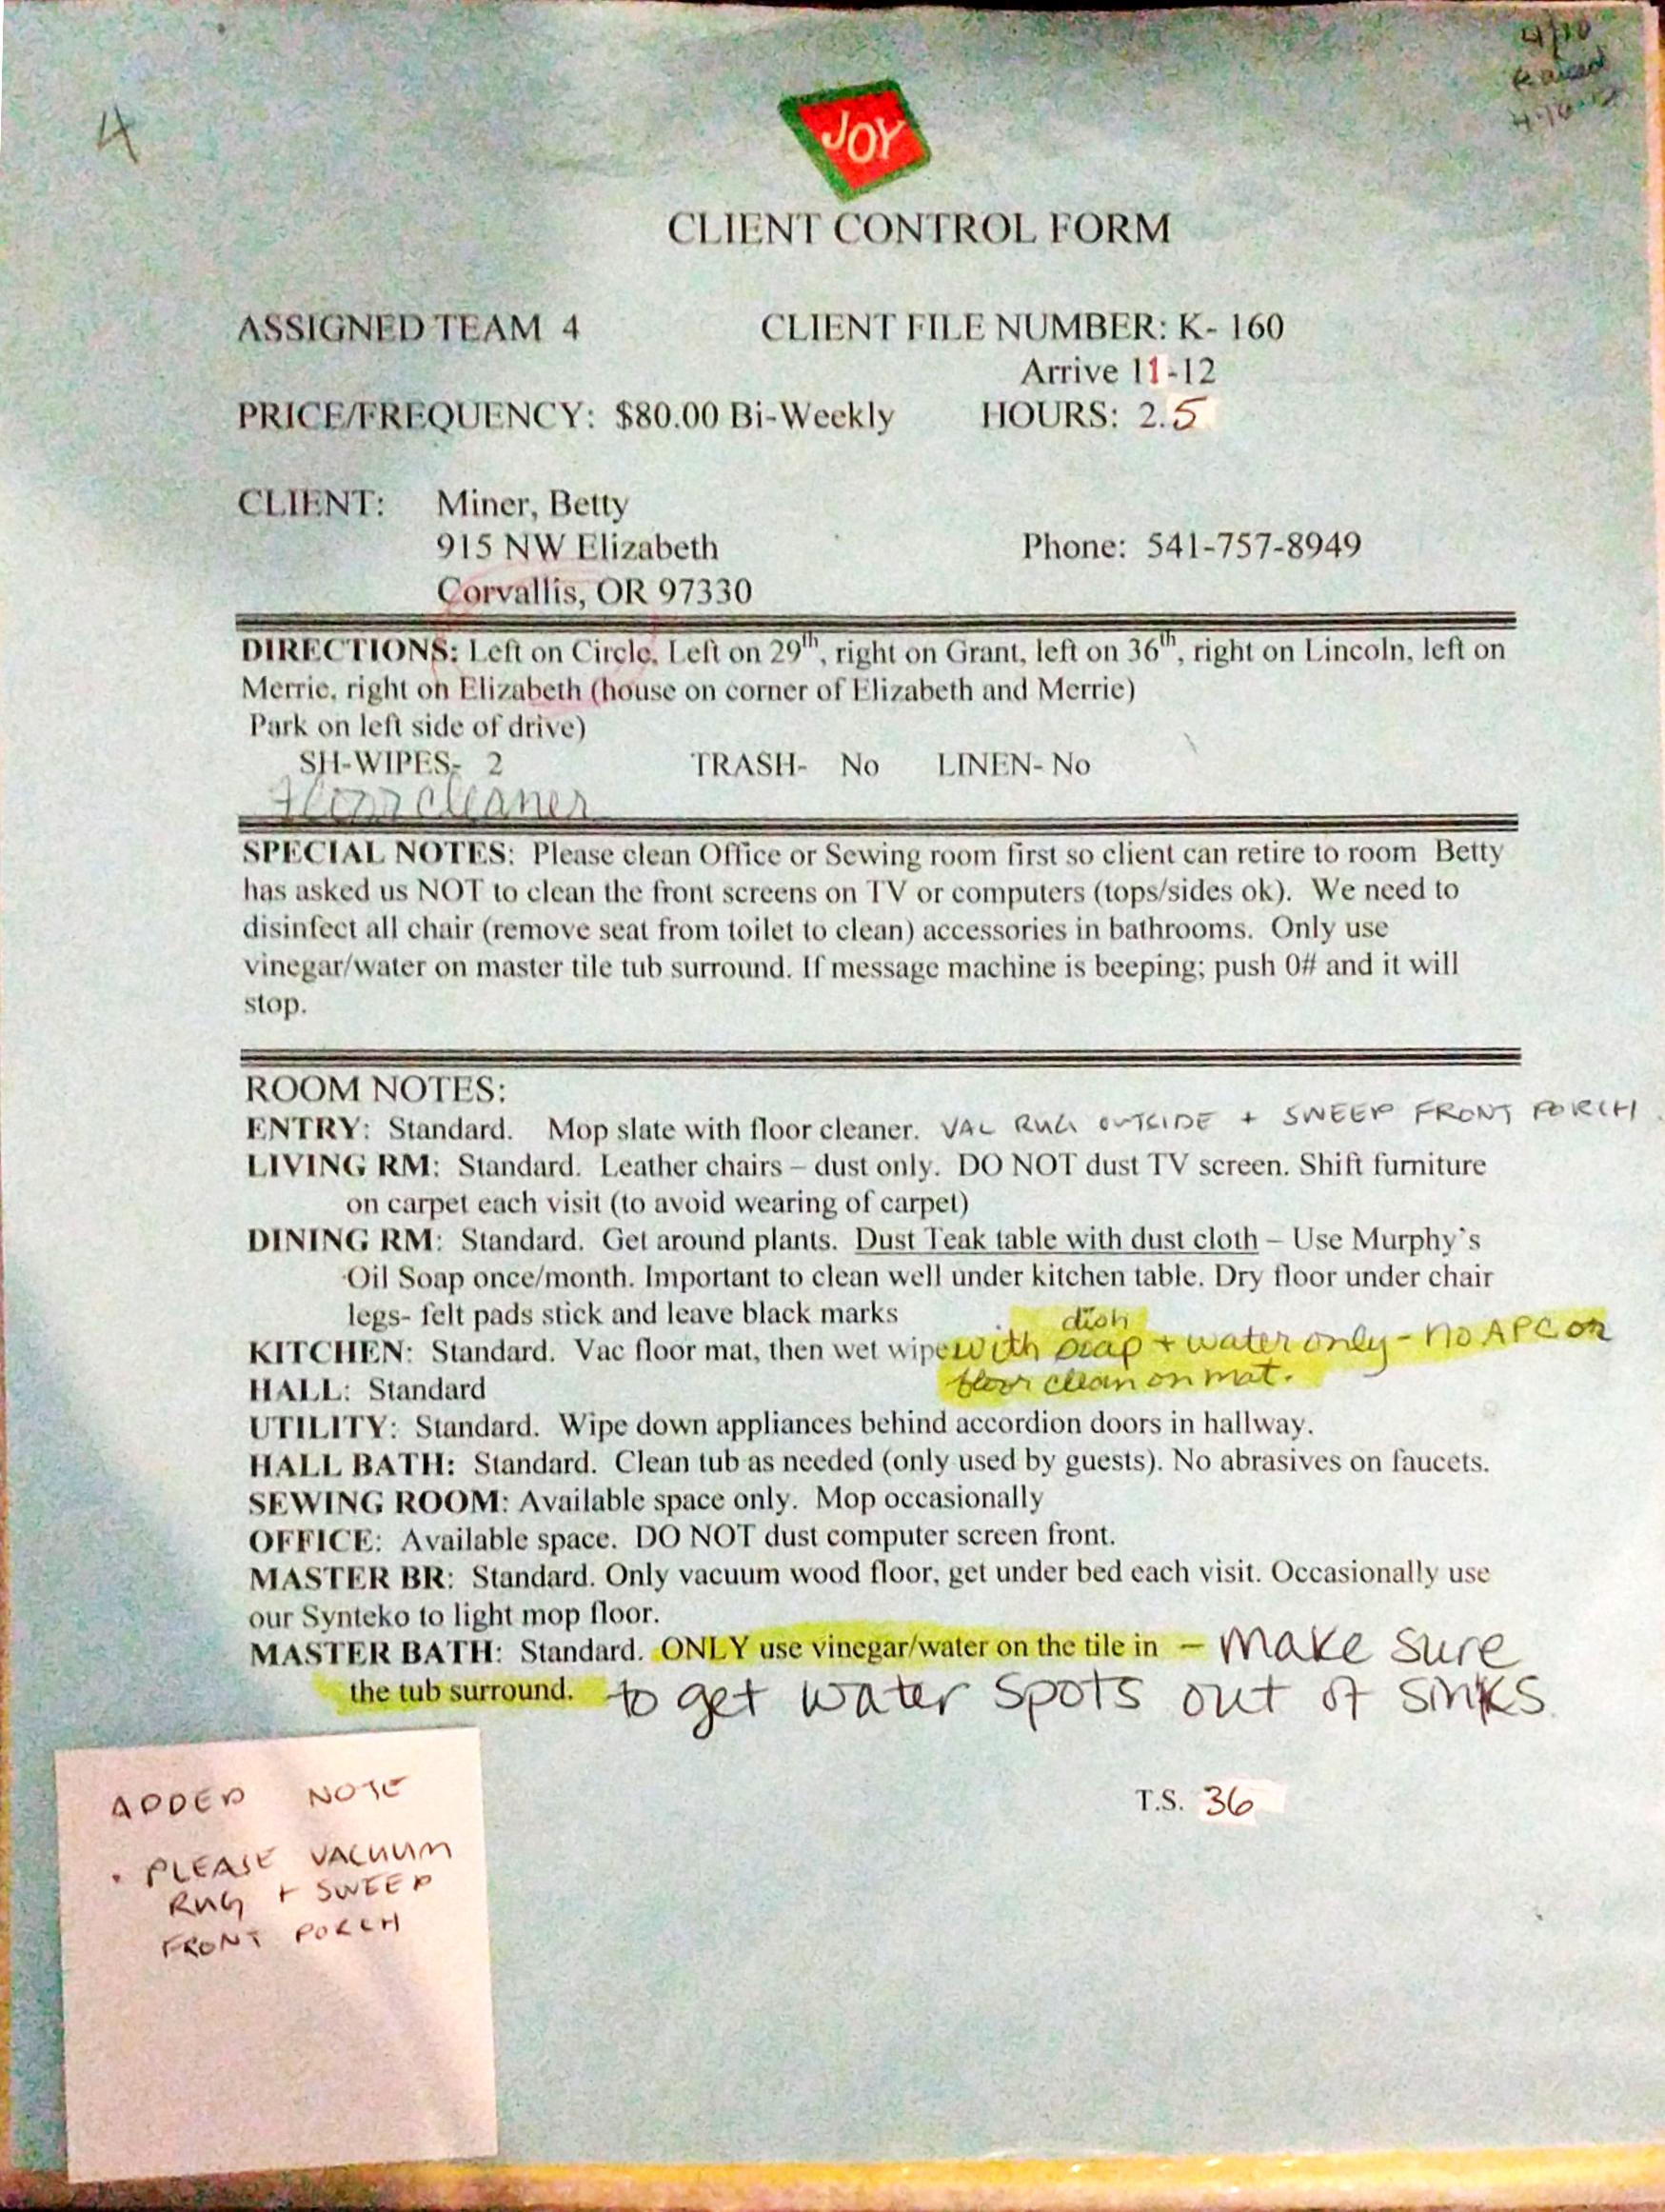 4/10
4
JOY
CLIENT CONTROL FORM
ASSIGNED TEAM 4 CLIENT FILE NUMBER: K- 160
Arrive 11-12
PRICE/FREQUENCY: $80.00 Bi-Weekly HOURS: 2.5
CLIENT: Miner, Betty
915 NW Elizabeth Phone: 541-757-8949
Corvallis, OR 97330
DIRECTIONS: Left on Circle, Left on 29th, right on Grant, left on 36th, right on Lincoln, left on
Merrie, right on Elizabeth (house on corner of Elizabeth and Merrie)
Park on left side of drive)
SH-WIPES- 2 TRASH- No LINEN- No
Floor cleaner
SPECIAL NOTES: Please clean Office or Sewing room first so client can retire to room Betty
has asked us NOT to clean the front screens on TV or computers (tops/sides ok). We need to
disinfect all chair (remove seat from toilet to clean) accessories in bathrooms. Only use
vinegar/water on master tile tub surround. If message machine is beeping; push 0# and it will
stop.
ROOM NOTES:
ENTRY: Standard. Mop slate with floor cleaner. VAC RUG OUTSIDE + SWEEP FRONT PORCH.
LIVING RM: Standard. Leather chairs – dust only. DO NOT dust TV screen. Shift furniture
on carpet each visit (to avoid wearing of carpet)
DINING RM: Standard. Get around plants. Dust Teak table with dust cloth – Use Murphy's
Oil Soap once/month. Important to clean well under kitchen table. Dry floor under chair
legs- felt pads stick and leave black marks
KITCHEN: Standard. Vac floor mat, then wet wipe with dish soap + water only - no APC or
floor clean on mat.
HALL: Standard
UTILITY: Standard. Wipe down appliances behind accordion doors in hallway.
HALL BATH: Standard. Clean tub as needed (only used by guests). No abrasives on faucets.
SEWING ROOM: Available space only. Mop occasionally
OFFICE: Available space. DO NOT dust computer screen front.
MASTER BR: Standard. Only vacuum wood floor, get under bed each visit. Occasionally use
our Synteko to light mop floor.
MASTER BATH: Standard. ONLY use vinegar/water on the tile in – make sure
the tub surround. to get water spots out of sinks
T.S. 36
ADDED NOTE
· PLEASE VACUUM
RUG + SWEEP
FRONT PORCH